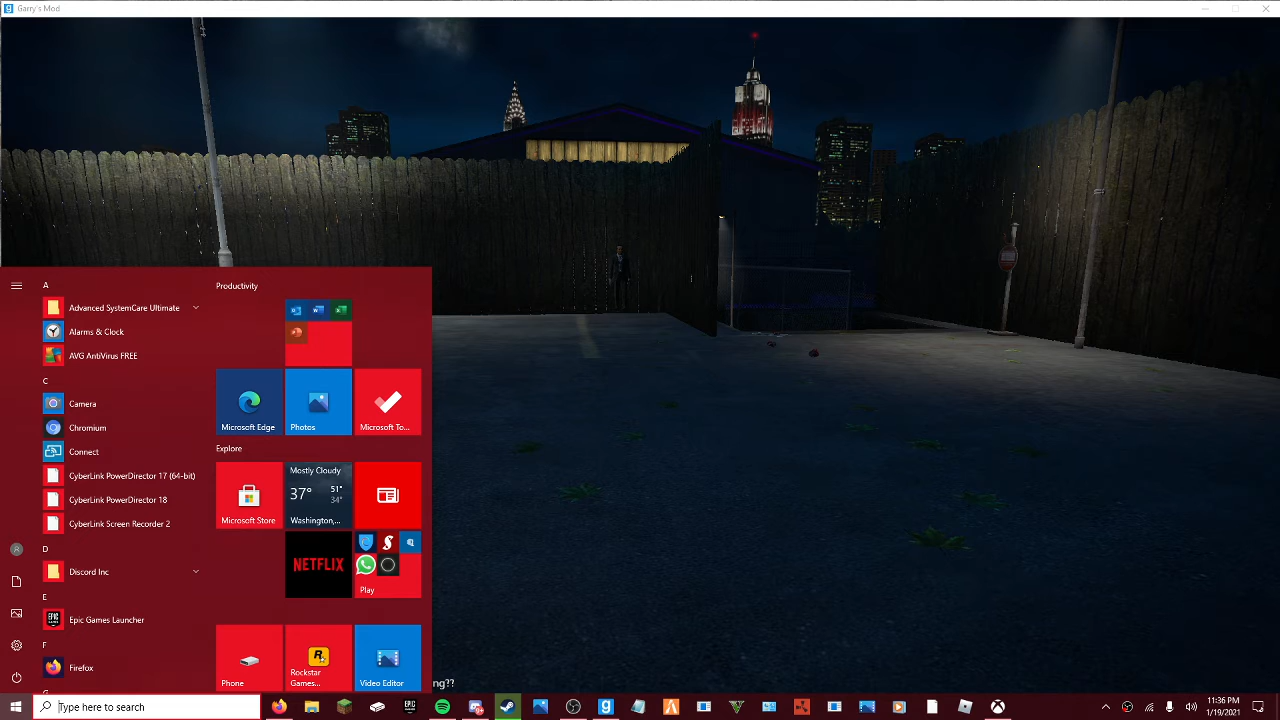 Garry's Mod
A
Advanced SystemCare Ultimate
Alarms & Clock
AVG AntiVirus FREE
C
Camera
Chromium
Connect
CyberLink PowerDirector 17 (64-bit)
CyberLink PowerDirector 18
CyberLink Screen Recorder 2
D
Discord Inc
E
Epic Games Launcher
F
Firefox
Productivity
Microsoft Edge
Photos
Microsoft To...
Explore
Microsoft Store
Mostly Cloudy
37°
51°
34°
Washington,...
NETFLIX
Play
Phone
Rockstar
Games...
Video Editor
ng??
Type here to search
11:36 PM
1/19/2021